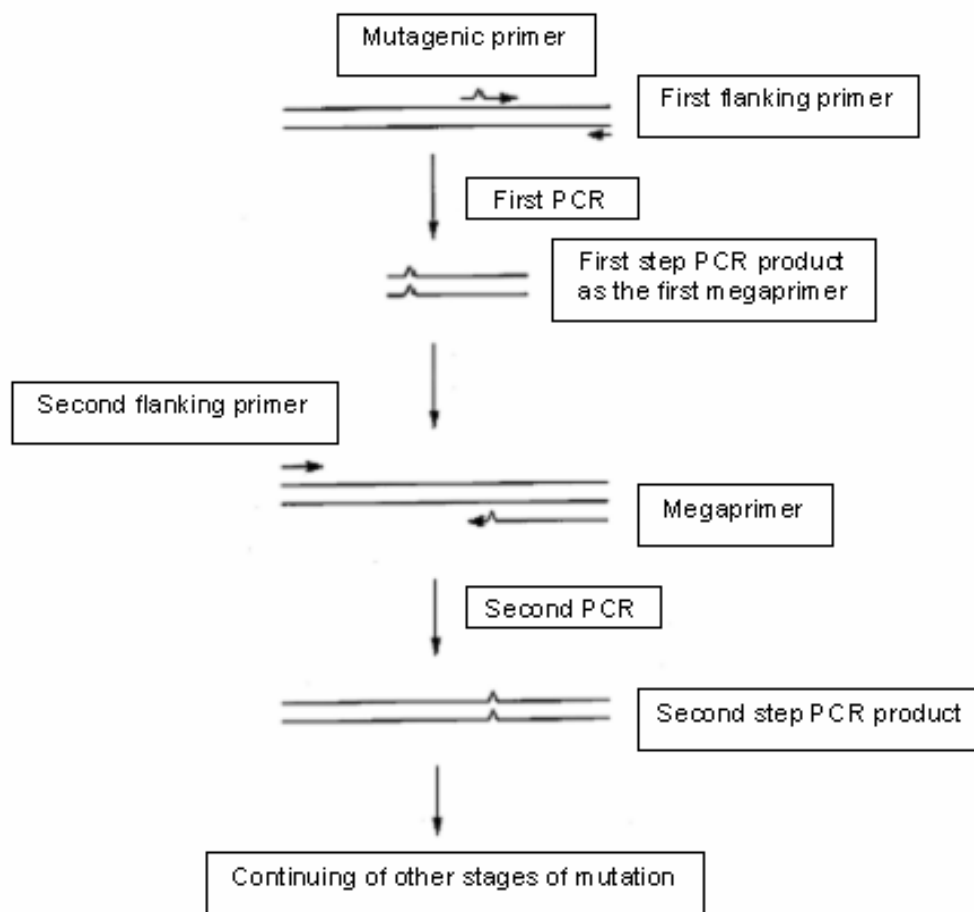 Mutagenic primer
First flanking primer
First PCR
First step PCR product
as the first megaprimer
Second flanking primer
Megaprimer
Second PCR
Second step PCR product
Continuing of other stages of mutation